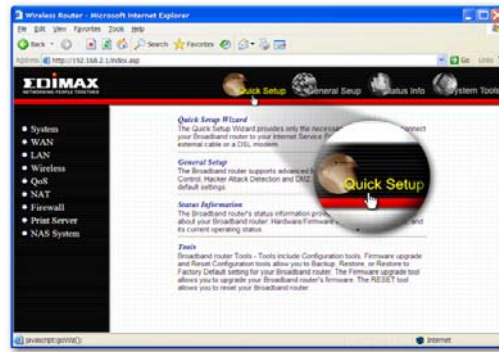 Wireless Router - Microsoft Internet Explorer
File Edit View Favorites Tools Help
Back Search Favorites
Address http://192.168.2.1/index.asp Go Links
EDIMAX
NETWORKING PEOPLE TOGETHER
Quick Setup General Seup Status Info System Tools
System
WAN
LAN
Wireless
QoS
NAT
Firewall
Print Server
NAS System
Quick Setup Wizard
The Quick Setup Wizard provides only the necessa connect
your Broadband router to your Internet Service P
external cable or a DSL modem.
General Setup
The Broadband router supports advanced f
Control, Hacker Attack Detection and DMZ
default settings.
Status Information
The Broadband router's status information prov
about your Broadband router: Hardware/Firmware and
its current operating status.
Tools
Broadband router Tools - Tools include Configuration tools, Firmware upgrade
and Reset. Configuration tools allow you to Backup, Restore, or Restore to
Factory Default setting for your Broadband router. The Firmware upgrade tool
allows you to upgrade your Broadband router's firmware. The RESET tool
allows you to reset your Broadband router.
Quick Setup
javascript:goWiz(); Internet